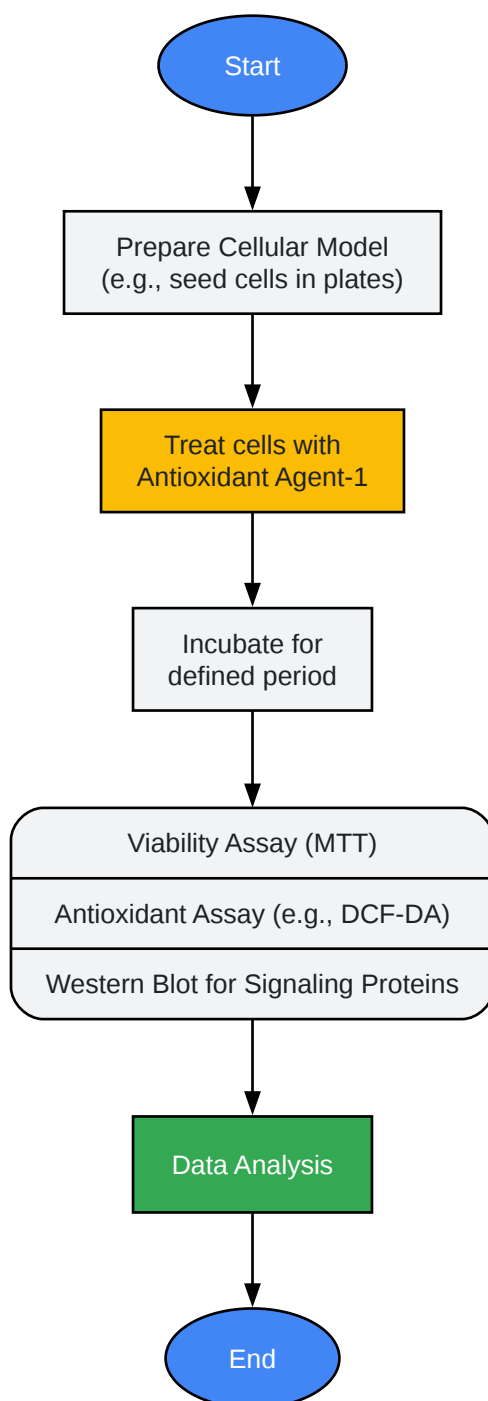 Start
Prepare Cellular Model
(e.g., seed cells in plates)
Treat cells with
Antioxidant Agent-1
Incubate for
defined period
Viability Assay (MTT)
Antioxidant Assay (e.g., DCF-DA)
Western Blot for Signaling Proteins
Data Analysis
End